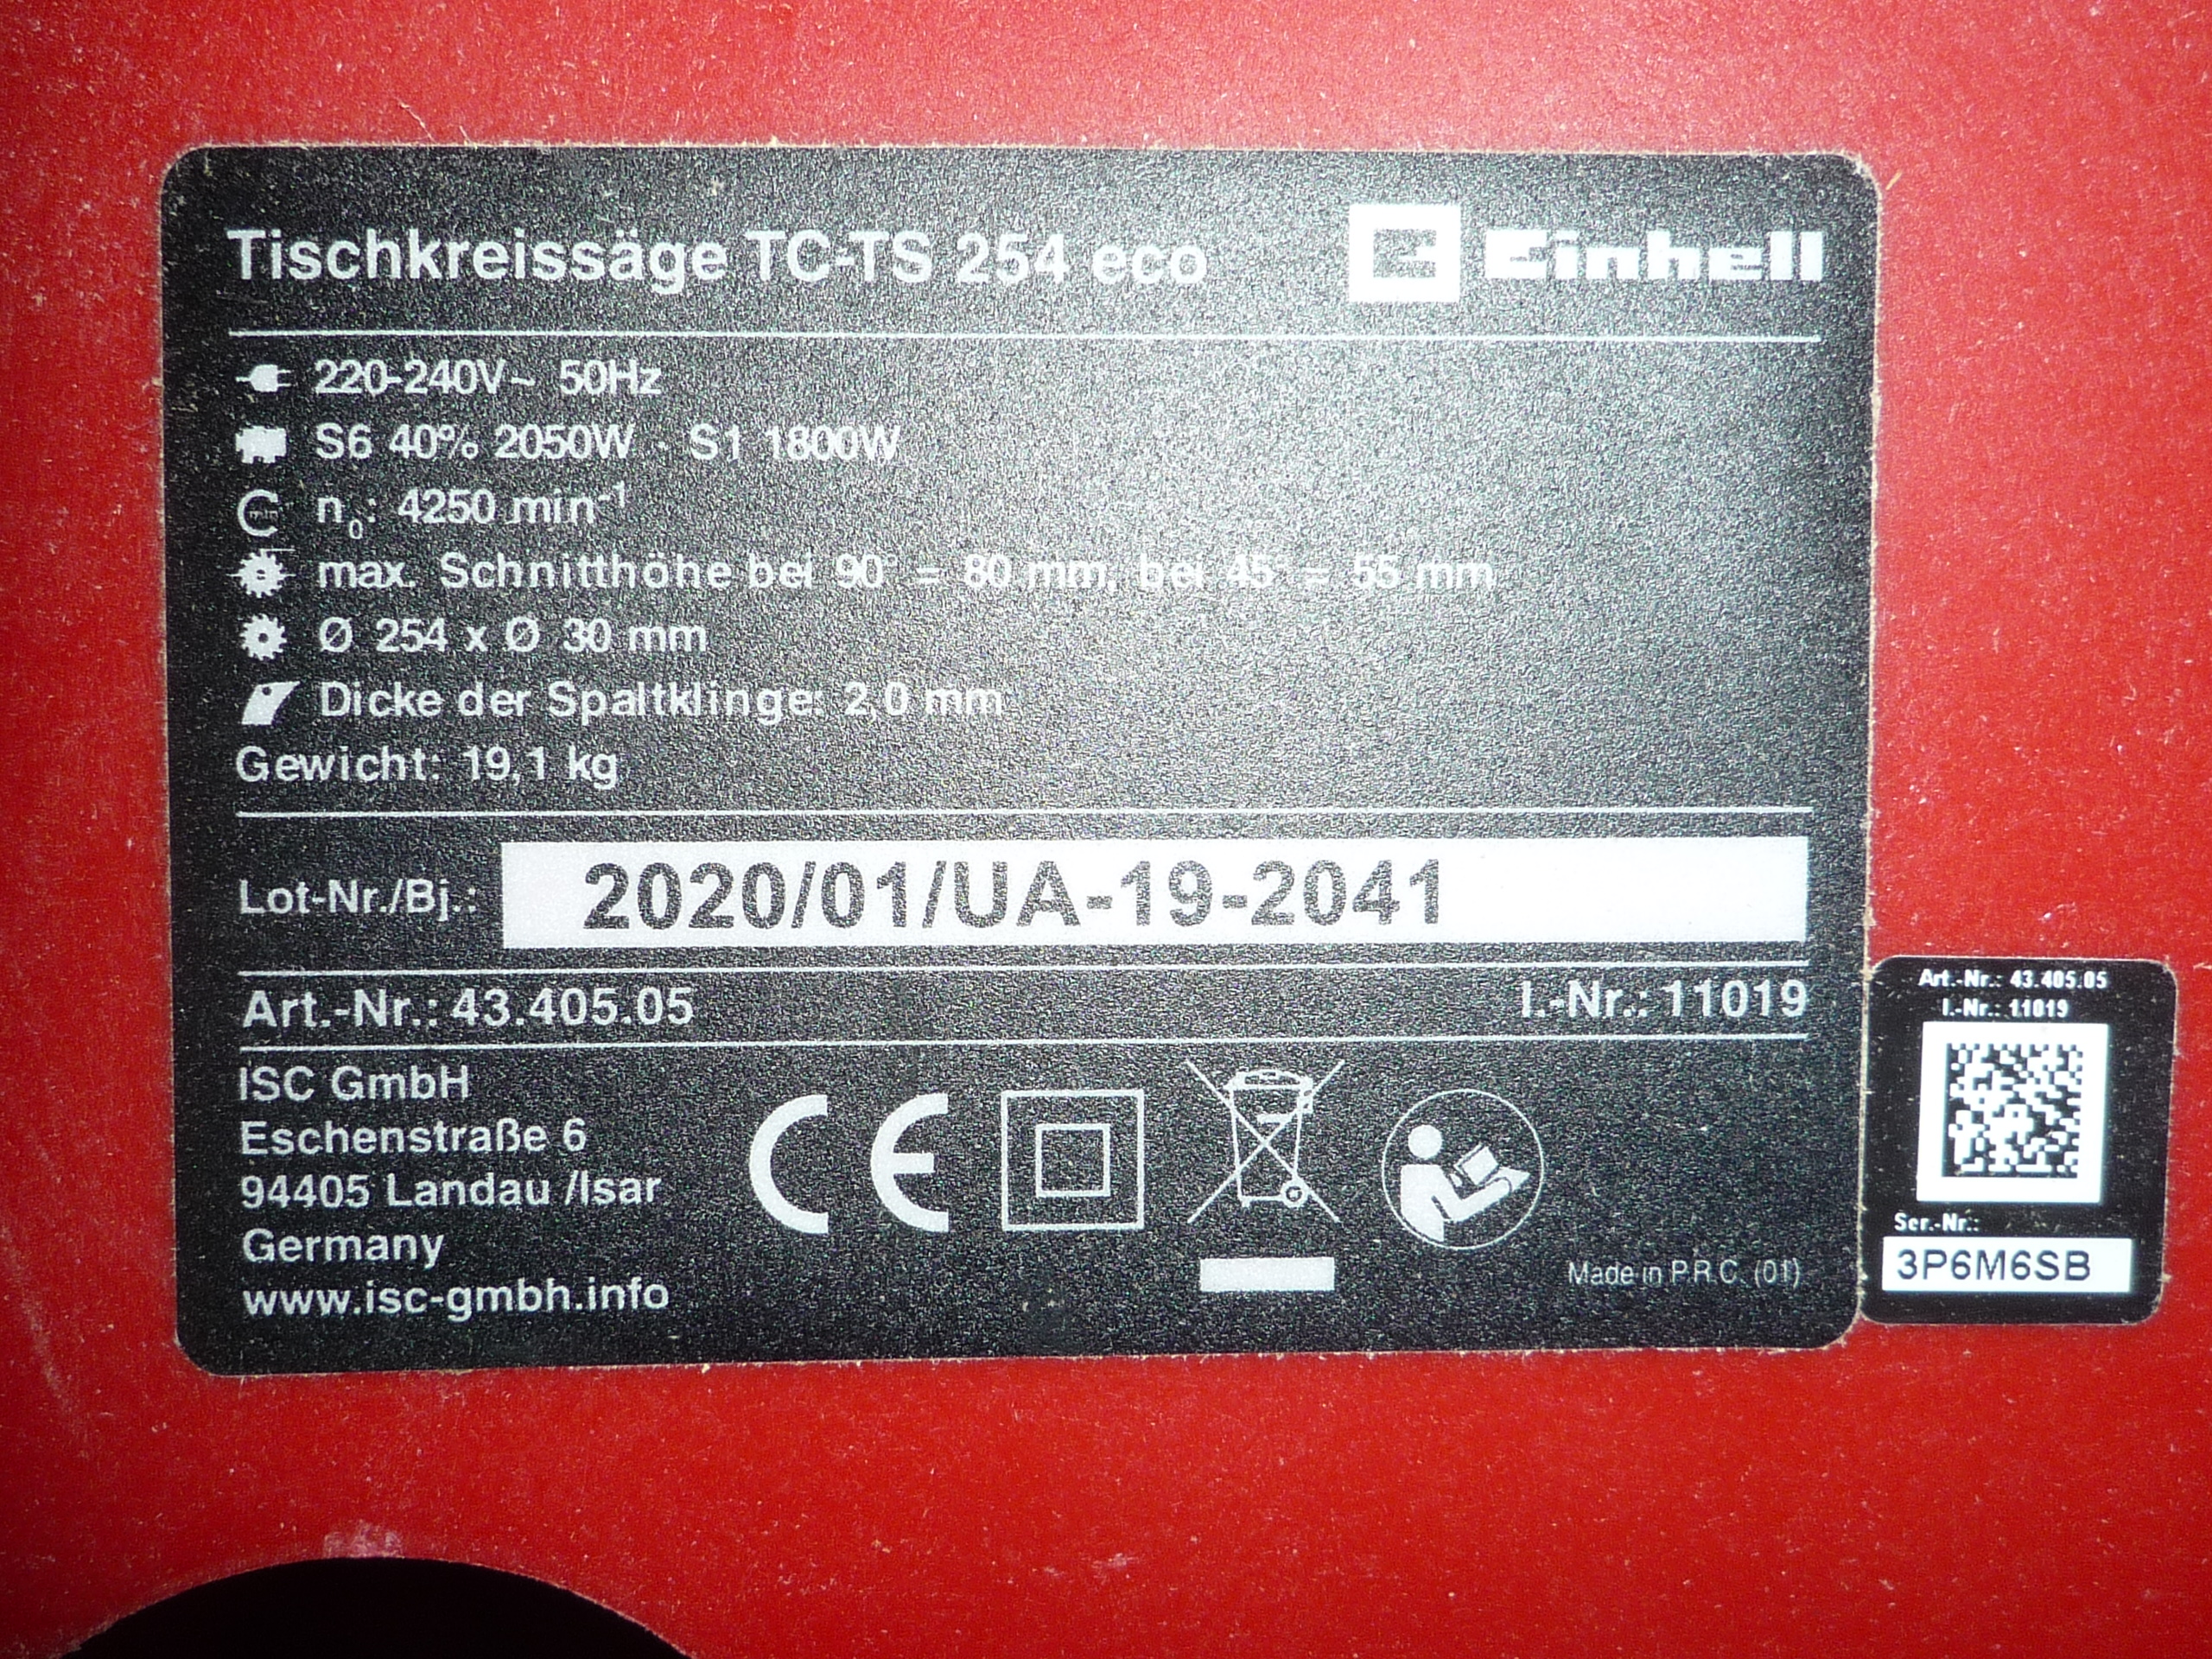 Tischkreissäge TC-TS 254 eco
Einhell
220-240V~ 50Hz
S6 40% 2050W · S1 1800W
n₀: 4250 min⁻¹
max. Schnitthöhe bei 90° = 80 mm, bei 45° = 55 mm
Ø 254 x Ø 30 mm
Dicke der Spaltklinge: 2,0 mm
Gewicht: 19,1 kg
Lot-Nr./Bj.: 2020/01/UA-19-2041
Art.-Nr.: 43.405.05 I.-Nr.: 11019
ISC GmbH
Eschenstraße 6
94405 Landau /Isar
Germany
www.isc-gmbh.info
CE
Made in P.R.C. (01)
Art.-Nr.: 43.405.05
I.-Nr.: 11019
Ser.-Nr.:
3P6M6SB